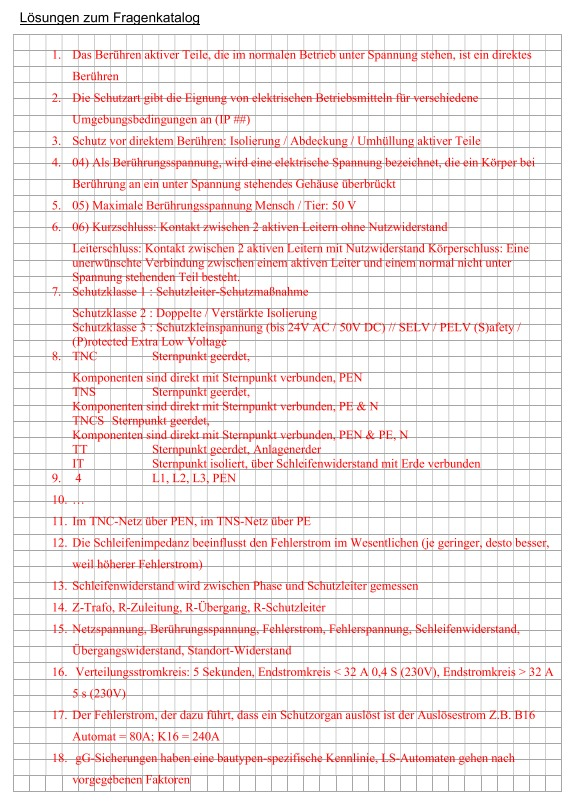 Lösungen zum Fragenkatalog
1. Das Berühren aktiver Teile, die im normalen Betrieb unter Spannung stehen, ist ein direktes
Berühren
2. Die Schutzart gibt die Eignung von elektrischen Betriebsmitteln für verschiedene
Umgebungsbedingungen an (IP ##)
3. Schutz vor direktem Berühren: Isolierung / Abdeckung / Umhüllung aktiver Teile
4. 04) Als Berührungsspannung, wird eine elektrische Spannung bezeichnet, die ein Körper bei
Berührung an ein unter Spannung stehendes Gehäuse überbrückt
5. 05) Maximale Berührungsspannung Mensch / Tier: 50 V
6. 06) Kurzschluss: Kontakt zwischen 2 aktiven Leitern ohne Nutzwiderstand
Leiterschluss: Kontakt zwischen 2 aktiven Leitern mit Nutzwiderstand Körperschluss: Eine
unerwünschte Verbindung zwischen einem aktiven Leiter und einem normal nicht unter
Spannung stehenden Teil besteht.
7. Schutzklasse 1 : Schutzleiter-Schutzmaßnahme
Schutzklasse 2 : Doppelte / Verstärkte Isolierung
Schutzklasse 3 : Schutzkleinspannung (bis 24V AC / 50V DC) // SELV / PELV (S)afety /
(P)rotected Extra Low Voltage
8. TNC Sternpunkt geerdet,
Komponenten sind direkt mit Sternpunkt verbunden, PEN
TNS Sternpunkt geerdet,
Komponenten sind direkt mit Sternpunkt verbunden, PE & N
TNCS Sternpunkt geerdet,
Komponenten sind direkt mit Sternpunkt verbunden, PEN & PE, N
TT Sternpunkt geerdet, Anlagenerder
IT Sternpunkt isoliert, über Schleifenwiderstand mit Erde verbunden
9. 4 L1, L2, L3, PEN
10. …
11. Im TNC-Netz über PEN, im TNS-Netz über PE
12. Die Schleifenimpedanz beeinflusst den Fehlerstrom im Wesentlichen (je geringer, desto besser,
weil höherer Fehlerstrom)
13. Schleifenwiderstand wird zwischen Phase und Schutzleiter gemessen
14. Z-Trafo, R-Zuleitung, R-Übergang, R-Schutzleiter
15. Netzspannung, Berührungsspannung, Fehlerstrom, Fehlerspannung, Schleifenwiderstand,
Übergangswiderstand, Standort-Widerstand
16. Verteilungsstromkreis: 5 Sekunden, Endstromkreis < 32 A 0,4 S (230V), Endstromkreis > 32 A
5 s (230V)
17. Der Fehlerstrom, der dazu führt, dass ein Schutzorgan auslöst ist der Auslösestrom Z.B. B16
Automat = 80A; K16 = 240A
18. gG-Sicherungen haben eine bautypen-spezifische Kennlinie, LS-Automaten gehen nach
vorgegebenen Faktoren